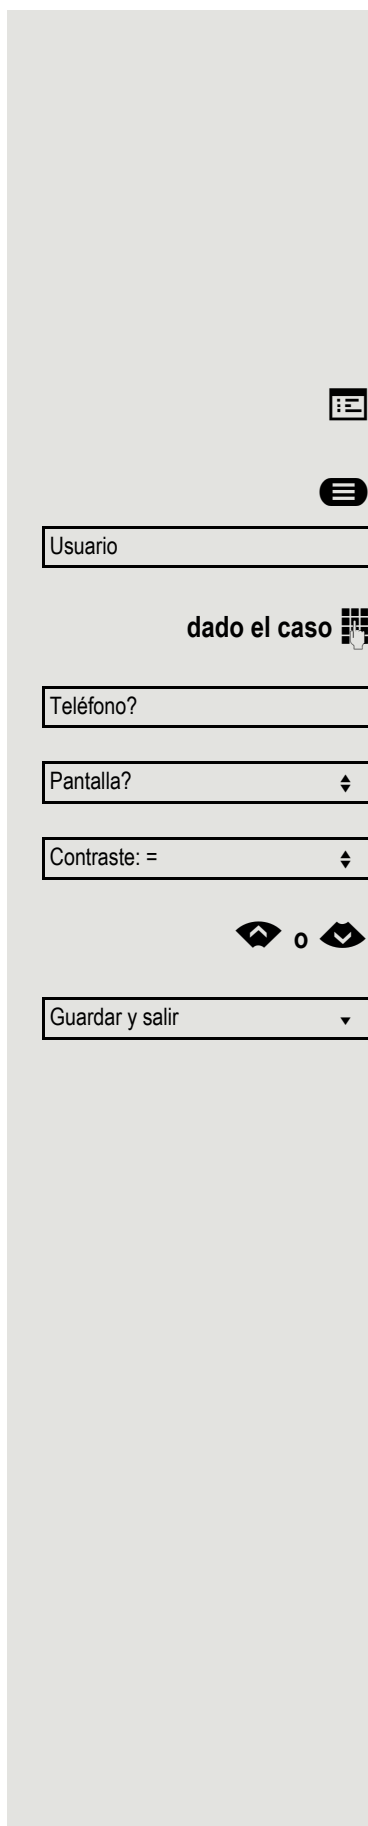 Usuario
dado el caso
Teléfono?
Pantalla?
Contraste: =
o
Guardar y salir